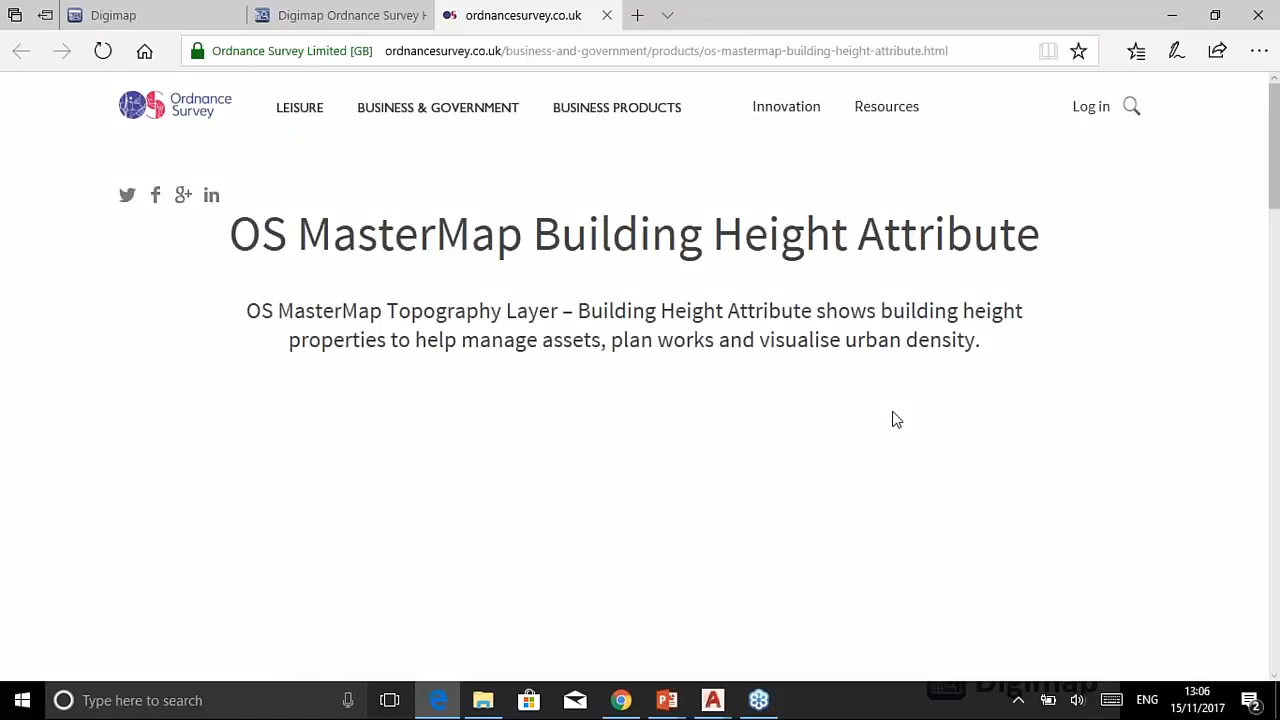 Digimap
Digimap Ordnance Survey
ordnancesurvey.co.uk
Ordnance Survey Limited [GB]
ordnancesurvey.co.uk/business-and-government/products/os-mastermap-building-height-attribute.html
Ordnance
Survey
LEISURE
BUSINESS & GOVERNMENT
BUSINESS PRODUCTS
Innovation
Resources
Log in
OS MasterMap Building Height Attribute
OS MasterMap Topography Layer – Building Height Attribute shows building height
properties to help manage assets, plan works and visualise urban density.
Digimap
Type here to search
ENG
13:06
15/11/2017
2